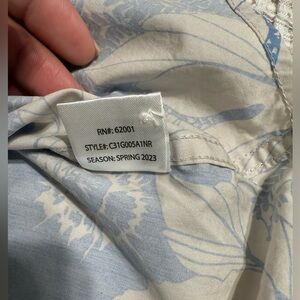 RN#: 62001
STYLE#: C31G005A1NR
SEASON: SPRING 2023